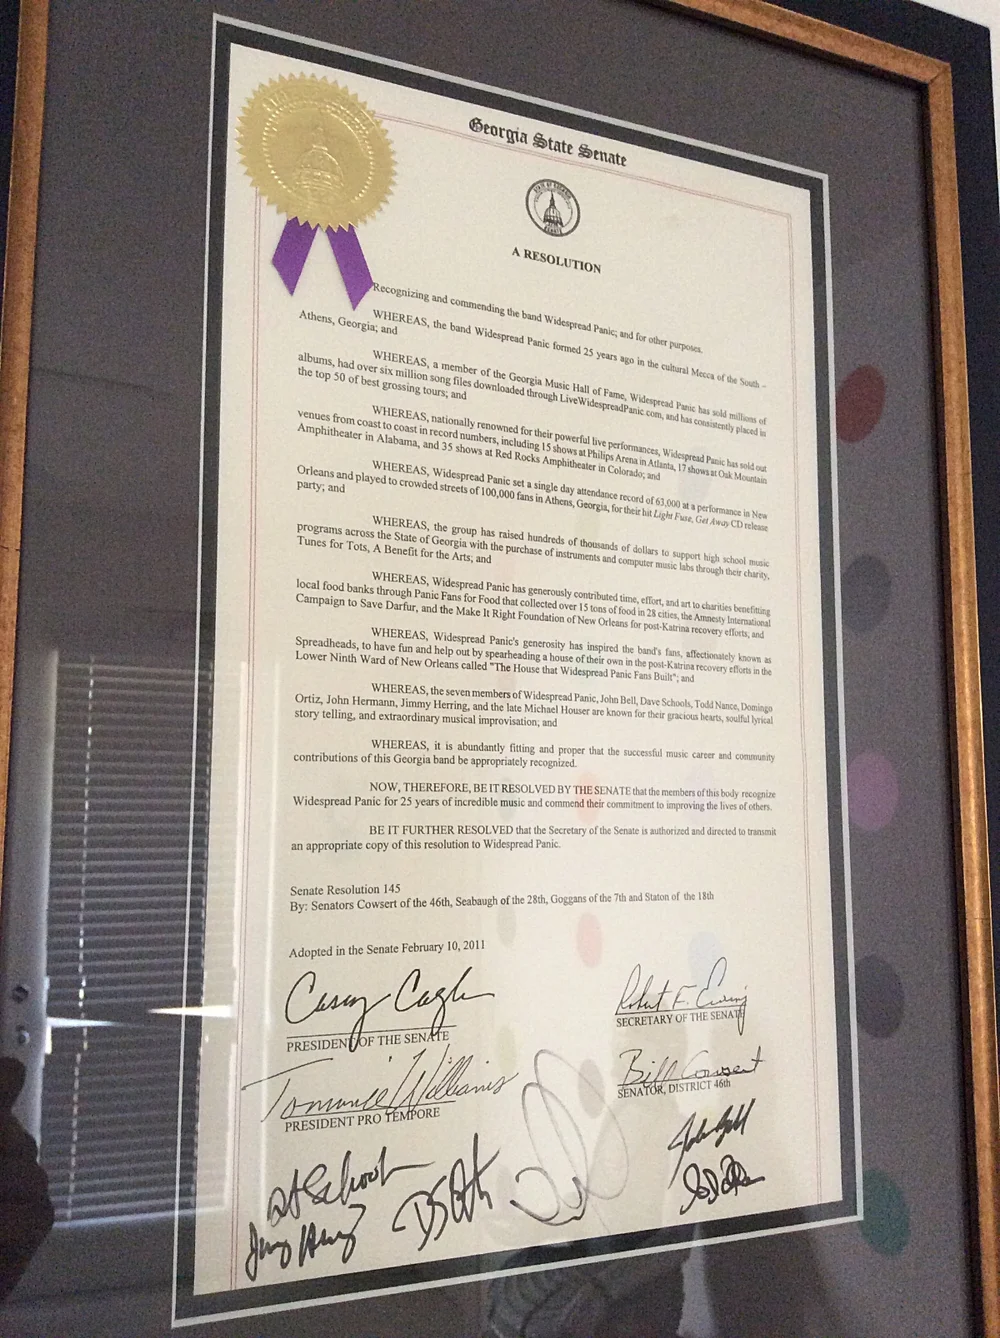 Georgia State Senate
A RESOLUTION
Recognizing and commending the band Widespread Panic; and for other purposes.
WHEREAS, the band Widespread Panic formed 25 years ago in the cultural Mecca of the South –
Athens, Georgia; and
WHEREAS, a member of the Georgia Music Hall of Fame, Widespread Panic has sold millions of
albums, had over six million song files downloaded through LiveWidespreadPanic.com, and has consistently placed in
the top 50 of best grossing tours; and
WHEREAS, nationally renowned for their powerful live performances, Widespread Panic has sold out
venues from coast to coast in record numbers, including 15 shows at Philips Arena in Atlanta, 17 shows at Oak Mountain
Amphitheater in Alabama, and 35 shows at Red Rocks Amphitheater in Colorado; and
WHEREAS, Widespread Panic set a single day attendance record of 63,000 at a performance in New
Orleans and played to crowded streets of 100,000 fans in Athens, Georgia, for their hit Light Fuse, Get Away CD release
party; and
WHEREAS, the group has raised hundreds of thousands of dollars to support high school music
programs across the State of Georgia with the purchase of instruments and computer music labs through their charity,
Tunes for Tots, A Benefit for the Arts; and
WHEREAS, Widespread Panic has generously contributed time, effort, and art to charities benefitting
local food banks through Panic Fans for Food that collected over 15 tons of food in 28 cities, the Amnesty International
Campaign to Save Darfur, and the Make It Right Foundation of New Orleans for post-Katrina recovery efforts, and
WHEREAS, Widespread Panic's generosity has inspired the band's fans, affectionately known as
Spreadheads, to have fun and help out by spearheading a house of their own in the post-Katrina recovery efforts in the
Lower Ninth Ward of New Orleans called "The House that Widespread Panic Fans Built"; and
WHEREAS, the seven members of Widespread Panic, John Bell, Dave Schools, Todd Nance, Domingo
Ortiz, John Hermann, Jimmy Herring, and the late Michael Houser are known for their gracious hearts, soulful lyrical
story telling, and extraordinary musical improvisation; and
WHEREAS, it is abundantly fitting and proper that the successful music career and community
contributions of this Georgia band be appropriately recognized.
NOW, THEREFORE, BE IT RESOLVED BY THE SENATE that the members of this body recognize
Widespread Panic for 25 years of incredible music and commend their commitment to improving the lives of others.
BE IT FURTHER RESOLVED that the Secretary of the Senate is authorized and directed to transmit
an appropriate copy of this resolution to Widespread Panic.
Senate Resolution 145
By: Senators Cowsert of the 46th, Seabaugh of the 28th, Goggans of the 7th and Staton of the 18th
Adopted in the Senate February 10, 2011
Casey Cagle
PRESIDENT OF THE SENATE
Robert F. Ewing
SECRETARY OF THE SENATE
Tommie Williams
PRESIDENT PRO TEMPORE
Bill Cowsert
SENATOR, DISTRICT 46th